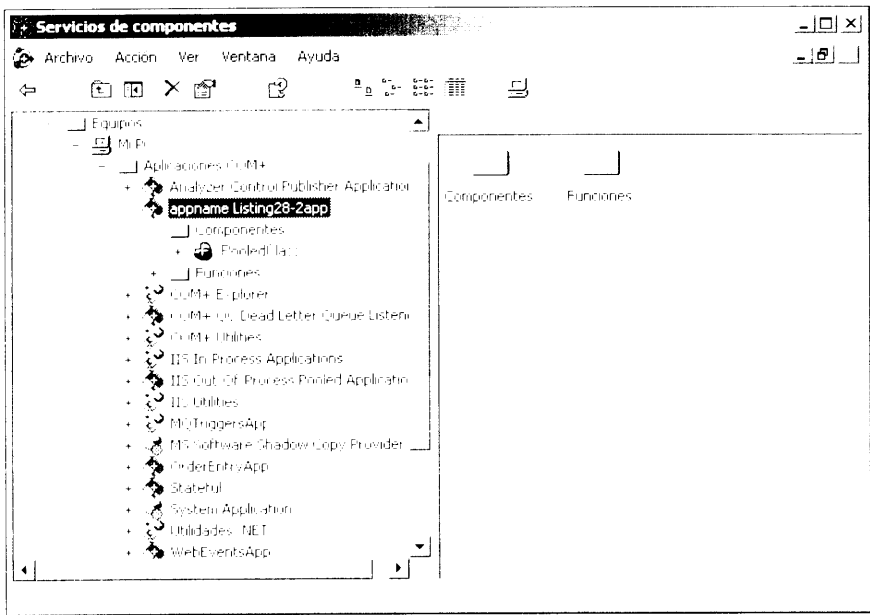 Servicios de componentes
Archivo Acción Ver Ventana Ayuda
Equipos
Mi PC
Aplicaciones COM+
Analyzer Control Publisher Application
appname Listing28-2app
Componentes
PooledClass
Funciones
COM+ Explorer
COM+ QC Dead Letter Queue Listene
COM+ Utilities
IIS In-Process Applications
IIS Out-Of-Process Pooled Applicatio
IIS Utilities
MQTriggersApp
MS Software Shadow Copy Provider
OrderEntryApp
Stateful
System Application
Utilidades .NET
WebEventsApp
Componentes
Funciones